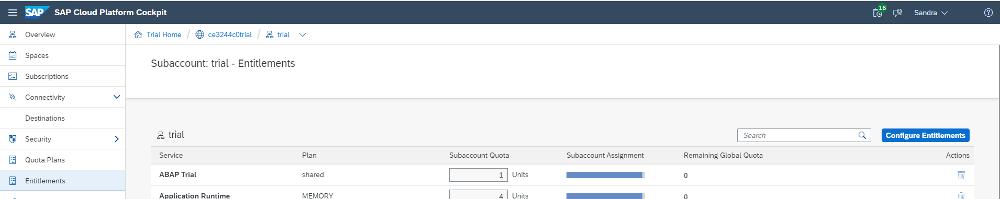 SAP SAP Cloud Platform Cockpit 16 Sandra
Overview
Spaces
Subscriptions
Connectivity
Destinations
Security
Quota Plans
Entitlements
Trial Home / ce3244c0trial / trial
Subaccount: trial - Entitlements
trial Search Configure Entitlements
Service Plan Subaccount Quota Subaccount Assignment Remaining Global Quota Actions
ABAP Trial shared 1 Units 0
Application Runtime MEMORY 4 Units 0